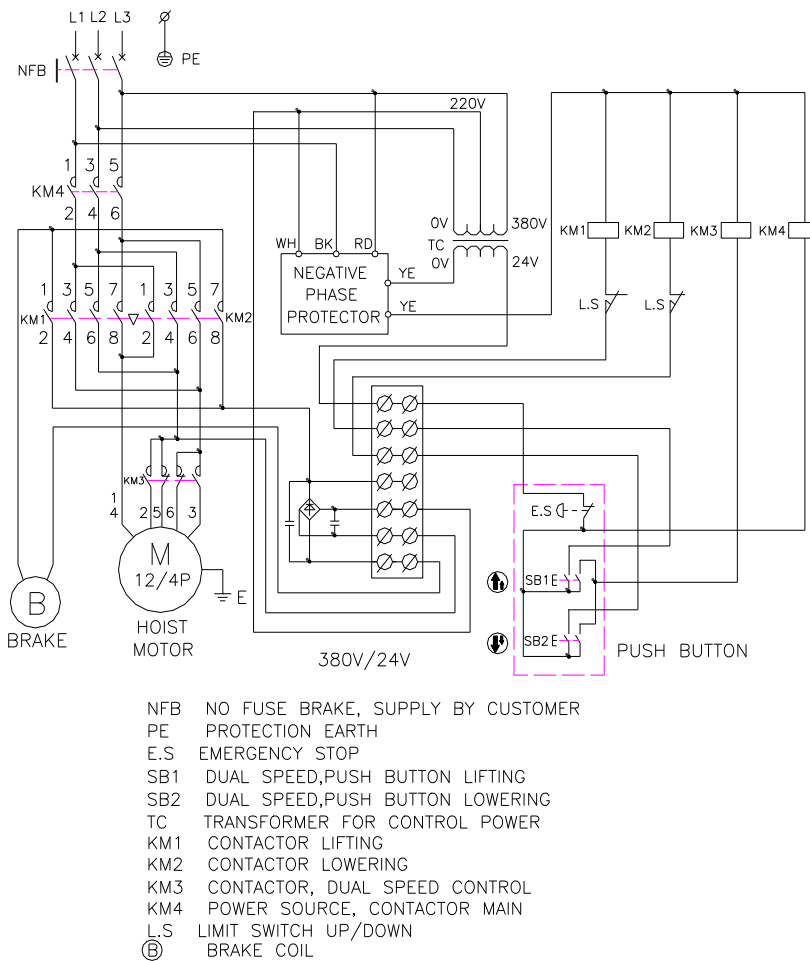 L1 L2 L3
PE
NFB
220V
1 3 5
KM4
2 4 6
0V 380V
TC
0V 24V
KM1 KM2 KM3 KM4
WH BK RD
NEGATIVE
PHASE
PROTECTOR
YE
YE
L.S L.S
1 3 5 7 1 3 5 7
KM1 KM2
2 4 6 8 2 4 6 8
KM3
1
4 2 5 6 3
M
12/4P
E
HOIST
MOTOR
B
BRAKE
E.S
SB1 E
SB2 E
PUSH BUTTON
380V/24V
NFB NO FUSE BRAKE, SUPPLY BY CUSTOMER
PE PROTECTION EARTH
E.S EMERGENCY STOP
SB1 DUAL SPEED,PUSH BUTTON LIFTING
SB2 DUAL SPEED,PUSH BUTTON LOWERING
TC TRANSFORMER FOR CONTROL POWER
KM1 CONTACTOR LIFTING
KM2 CONTACTOR LOWERING
KM3 CONTACTOR, DUAL SPEED CONTROL
KM4 POWER SOURCE, CONTACTOR MAIN
L.S LIMIT SWITCH UP/DOWN
B BRAKE COIL